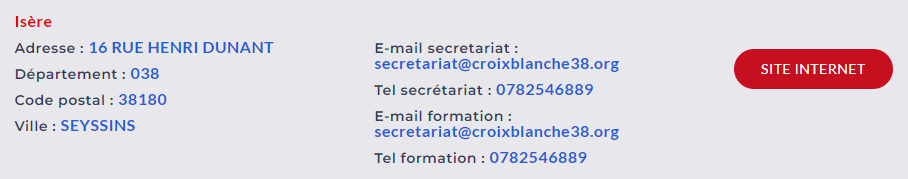 Isère
Adresse : 16 RUE HENRI DUNANT
Département : 038
Code postal : 38180
Ville : SEYSSINS
E-mail secretariat :
secretariat@croixblanche38.org
Tel secrétariat : 0782546889
E-mail formation :
secretariat@croixblanche38.org
Tel formation : 0782546889
SITE INTERNET